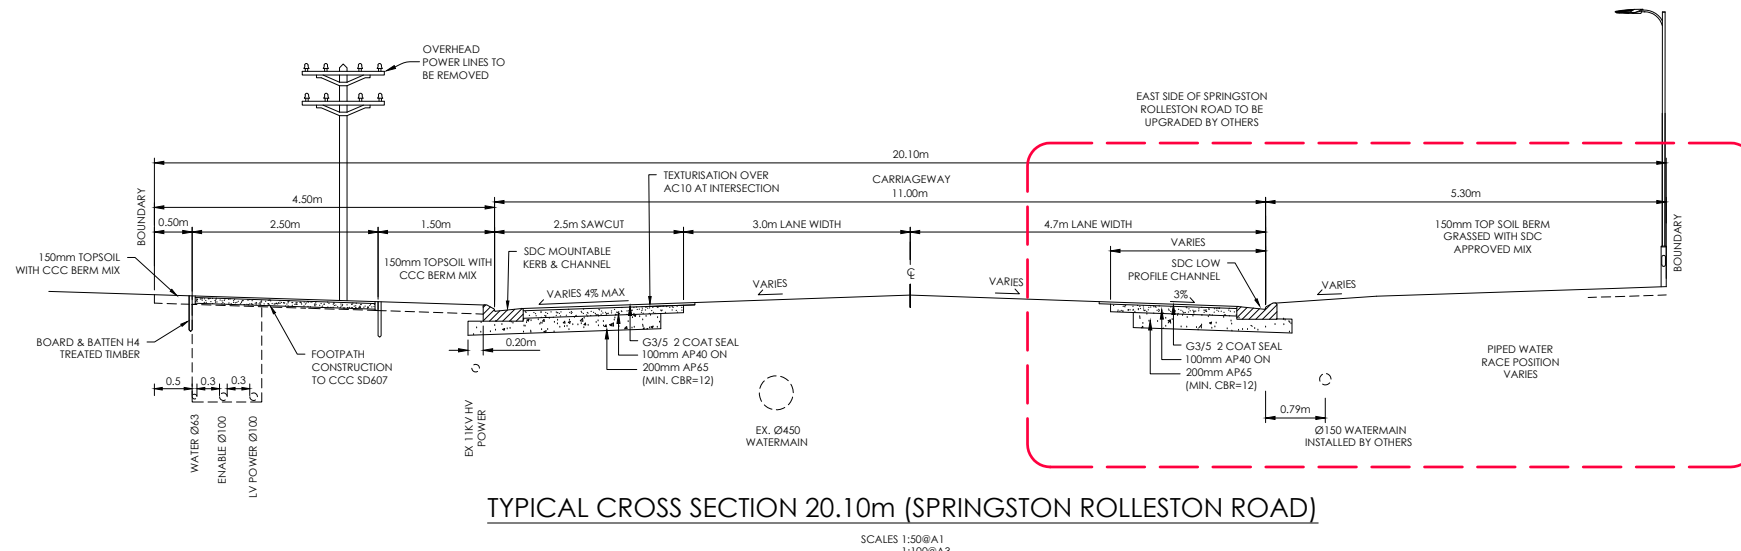 OVERHEAD
POWER LINES TO
BE REMOVED
EAST SIDE OF SPRINGSTON
ROLLESTON ROAD TO BE
UPGRADED BY OTHERS
20.10m
BOUNDARY
4.50m
TEXTURISATION OVER
AC10 AT INTERSECTION
CARRIAGEWAY
11.00m
5.30m
BOUNDARY
0.50m
2.50m
1.50m
2.5m SAWCUT
3.0m LANE WIDTH
4.7m LANE WIDTH
150mm TOP SOIL BERM
GRASSED WITH SDC
APPROVED MIX
150mm TOPSOIL
WITH CCC BERM MIX
150mm TOPSOIL WITH
CCC BERM MIX
SDC MOUNTABLE
KERB & CHANNEL
VARIES
SDC LOW
PROFILE CHANNEL
VARIES 4% MAX
VARIES
VARIES
3%
VARIES
BOARD & BATTEN H4
TREATED TIMBER
FOOTPATH
CONSTRUCTION
TO CCC SD607
0.20m
G3/5 2 COAT SEAL
100mm AP40 ON
200mm AP65
(MIN. CBR=12)
G3/5 2 COAT SEAL
100mm AP40 ON
200mm AP65
(MIN. CBR=12)
PIPED WATER
RACE POSITION
VARIES
0.5
0.3
0.3
WATER Ø63
ENABLE Ø100
LV POWER Ø100
EX 11KV HV
POWER
EX. Ø450
WATERMAIN
0.79m
Ø150 WATERMAIN
INSTALLED BY OTHERS
TYPICAL CROSS SECTION 20.10m (SPRINGSTON ROLLESTON ROAD)
SCALES 1:50@A1
1:100@A3